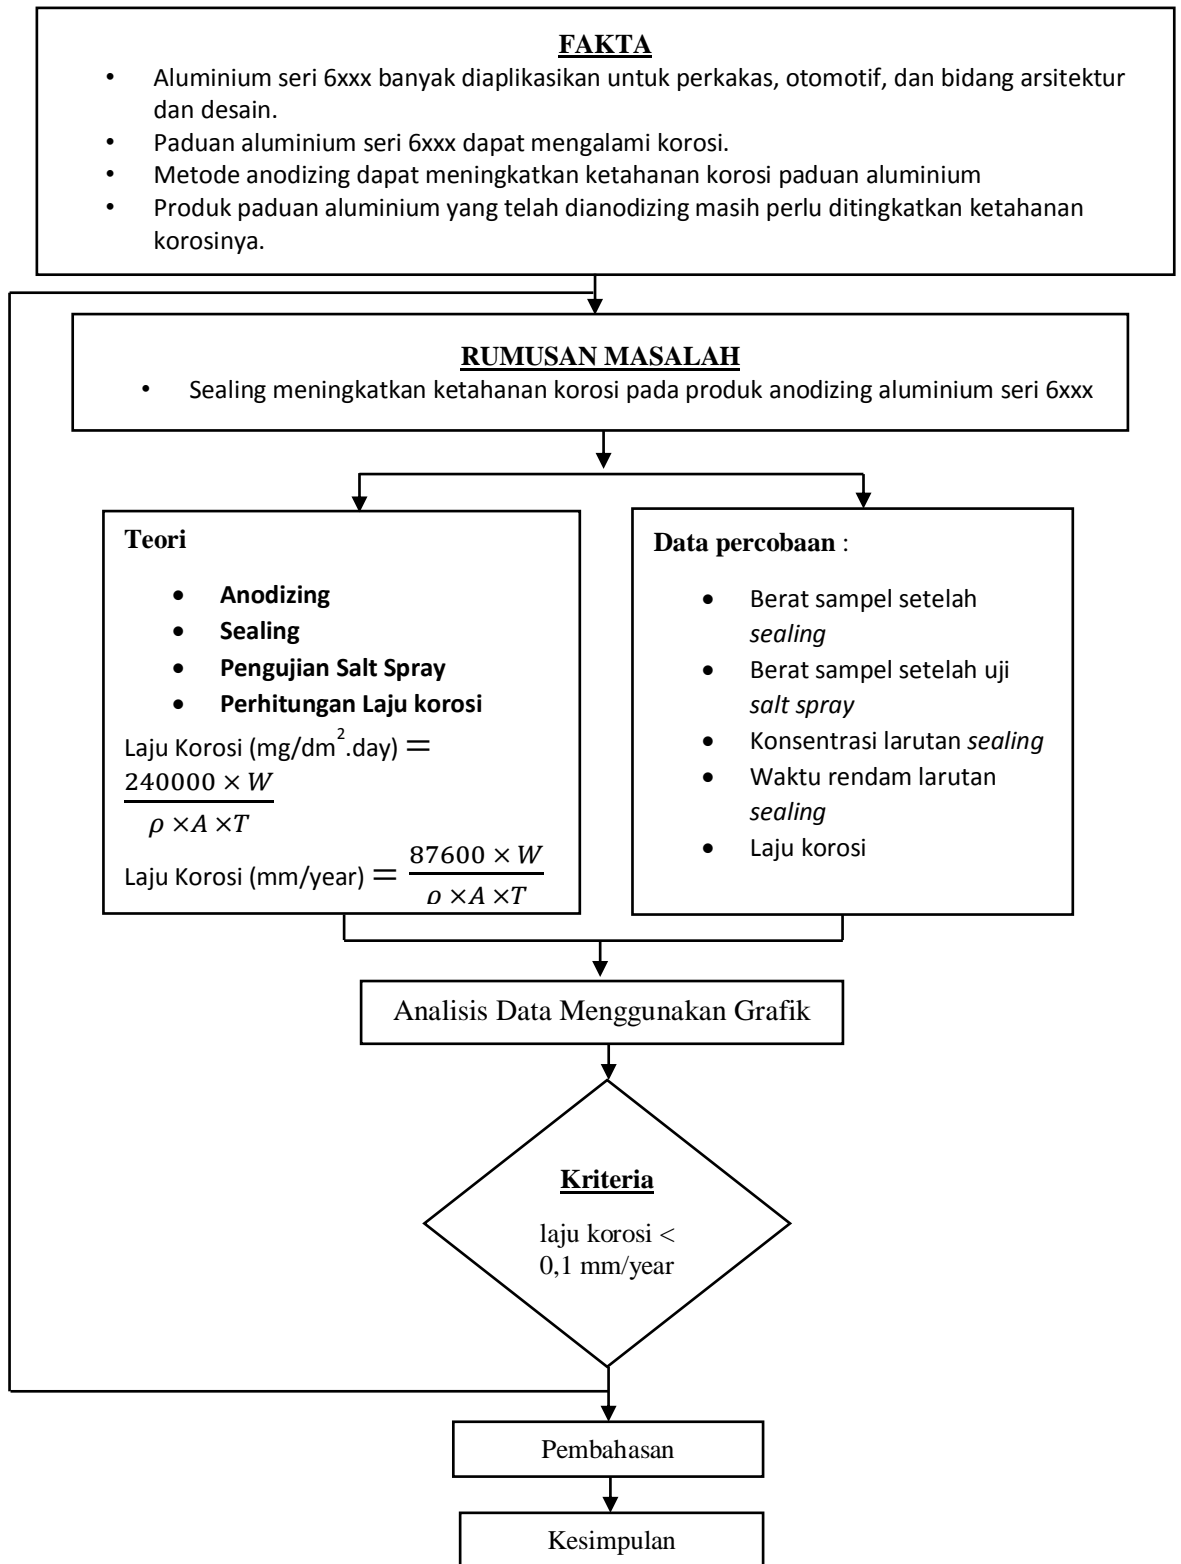 FAKTA
• Aluminium seri 6xxx banyak diaplikasikan untuk perkakas, otomotif, dan bidang arsitektur
dan desain.
• Paduan aluminium seri 6xxx dapat mengalami korosi.
• Metode anodizing dapat meningkatkan ketahanan korosi paduan aluminium
• Produk paduan aluminium yang telah dianodizing masih perlu ditingkatkan ketahanan
korosinya.
RUMUSAN MASALAH
• Sealing meningkatkan ketahanan korosi pada produk anodizing aluminium seri 6xxx
Teori
• Anodizing
• Sealing
• Pengujian Salt Spray
• Perhitungan Laju korosi
Laju Korosi (mg/dm².day) =
240000 × W
ρ ×A ×T
Laju Korosi (mm/year) = 87600 × W
ρ ×A ×T
Data percobaan :
• Berat sampel setelah
sealing
• Berat sampel setelah uji
salt spray
• Konsentrasi larutan sealing
• Waktu rendam larutan
sealing
• Laju korosi
Analisis Data Menggunakan Grafik
Kriteria
laju korosi <
0,1 mm/year
Pembahasan
Kesimpulan